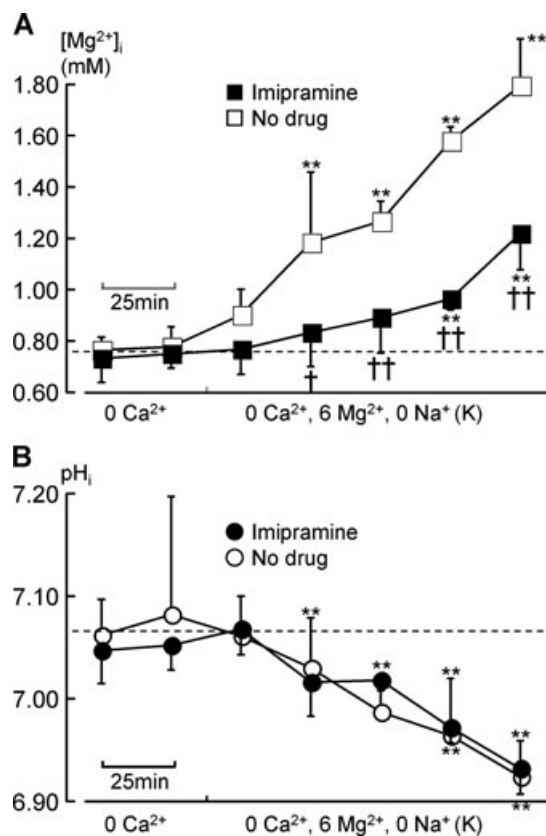 A
[Mg²⁺]ᵢ
(mM)
1.80
1.60
1.40
1.20
1.00
0.80
0.60
Imipramine
No drug
**
**
**
**
**
**
†
††
††
††
25min
0 Ca²⁺
0 Ca²⁺, 6 Mg²⁺, 0 Na⁺ (K)
B
pHᵢ
7.20
7.10
7.00
6.90
Imipramine
No drug
**
**
**
**
**
**
25min
0 Ca²⁺
0 Ca²⁺, 6 Mg²⁺, 0 Na⁺ (K)